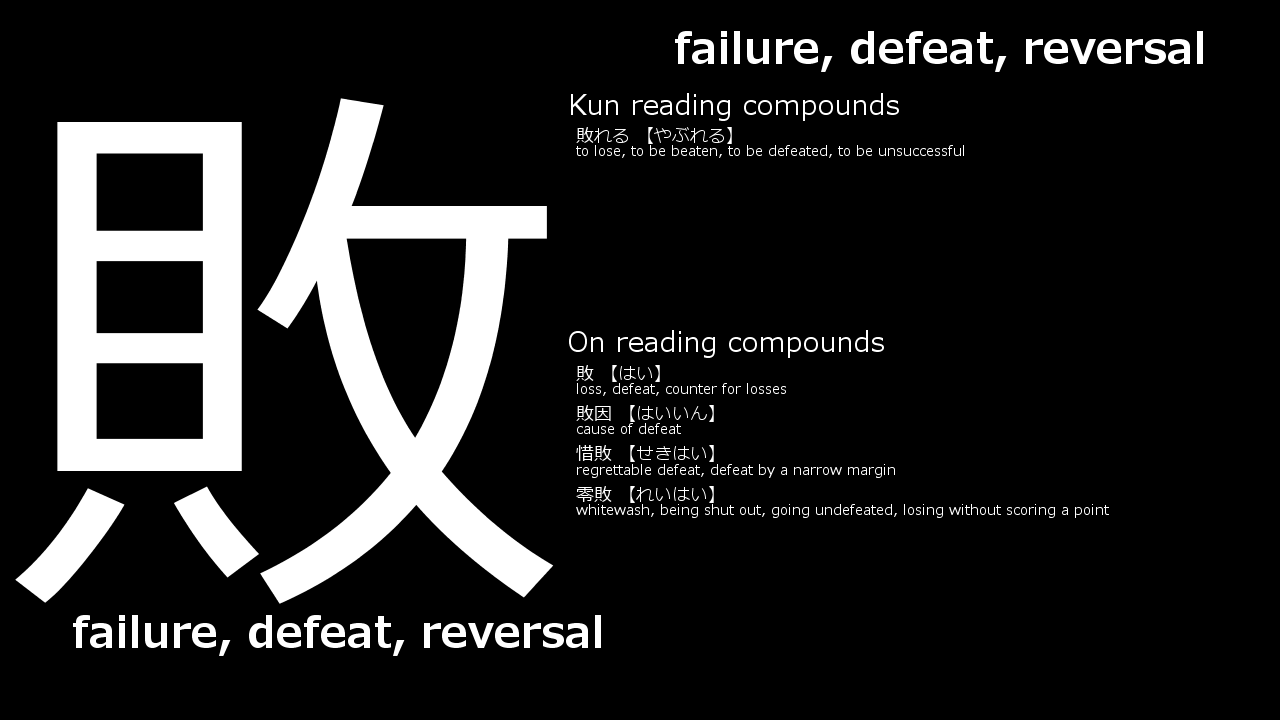 敗
failure, defeat, reversal
failure, defeat, reversal
Kun reading compounds
敗れる 【やぶれる】
to lose, to be beaten, to be defeated, to be unsuccessful
On reading compounds
敗 【はい】
loss, defeat, counter for losses
敗因 【はいいん】
cause of defeat
惜敗 【せきはい】
regrettable defeat, defeat by a narrow margin
零敗 【れいはい】
whitewash, being shut out, going undefeated, losing without scoring a point